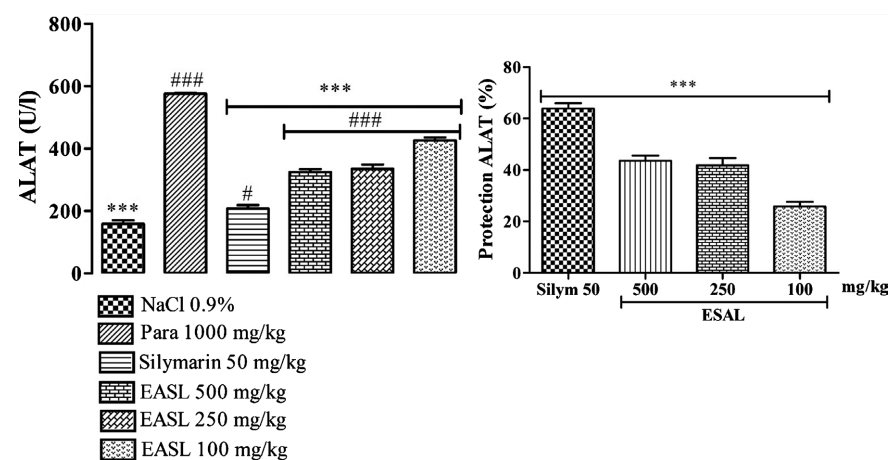 800
600
400
200
0
ALAT (U/l)
***
###
#
***
###
NaCl 0.9%
Para 1000 mg/kg
Silymarin 50 mg/kg
EASL 500 mg/kg
EASL 250 mg/kg
EASL 100 mg/kg
80
60
40
20
0
Protection ALAT (%)
***
Silym 50 500 250 100 mg/kg
ESAL